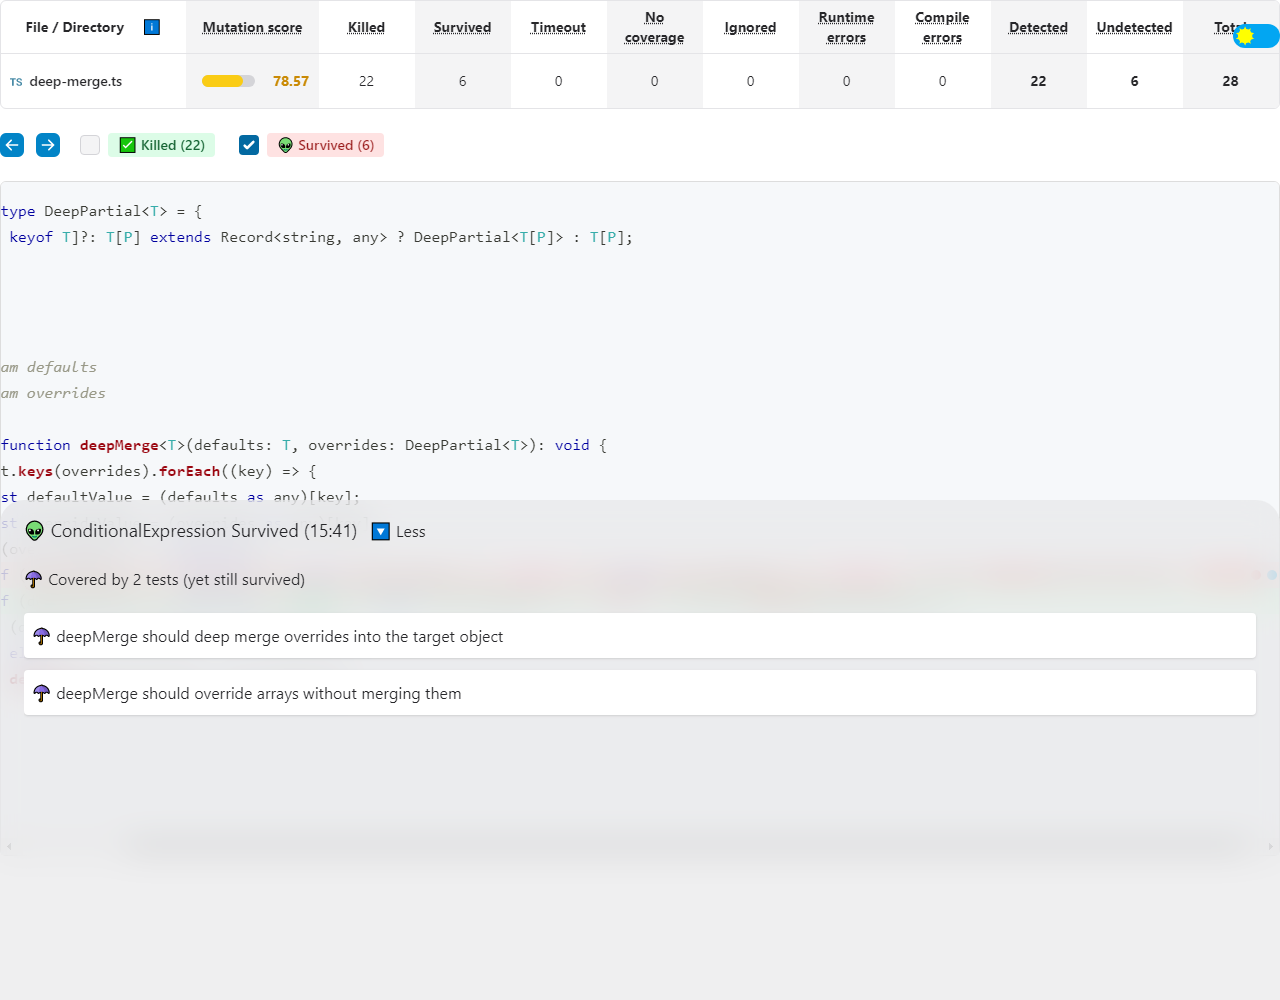 File / Directory Mutation score Killed Survived Timeout No coverage Ignored Runtime errors Compile errors Detected Undetected
TS deep-merge.ts 78.57 22 6 0 0 0 0 0 22 6 28
Killed (22) Survived (6)
type DeepPartial<T> = {
keyof T]?: T[P] extends Record<string, any> ? DeepPartial<T[P]> : T[P];
am defaults
am overrides
function deepMerge<T>(defaults: T, overrides: DeepPartial<T>): void {
t.keys(overrides).forEach((key) => {
st defaultValue = (defaults as any)[key];
ConditionalExpression Survived (15:41) Less
Covered by 2 tests (yet still survived)
deepMerge should deep merge overrides into the target object
deepMerge should override arrays without merging them